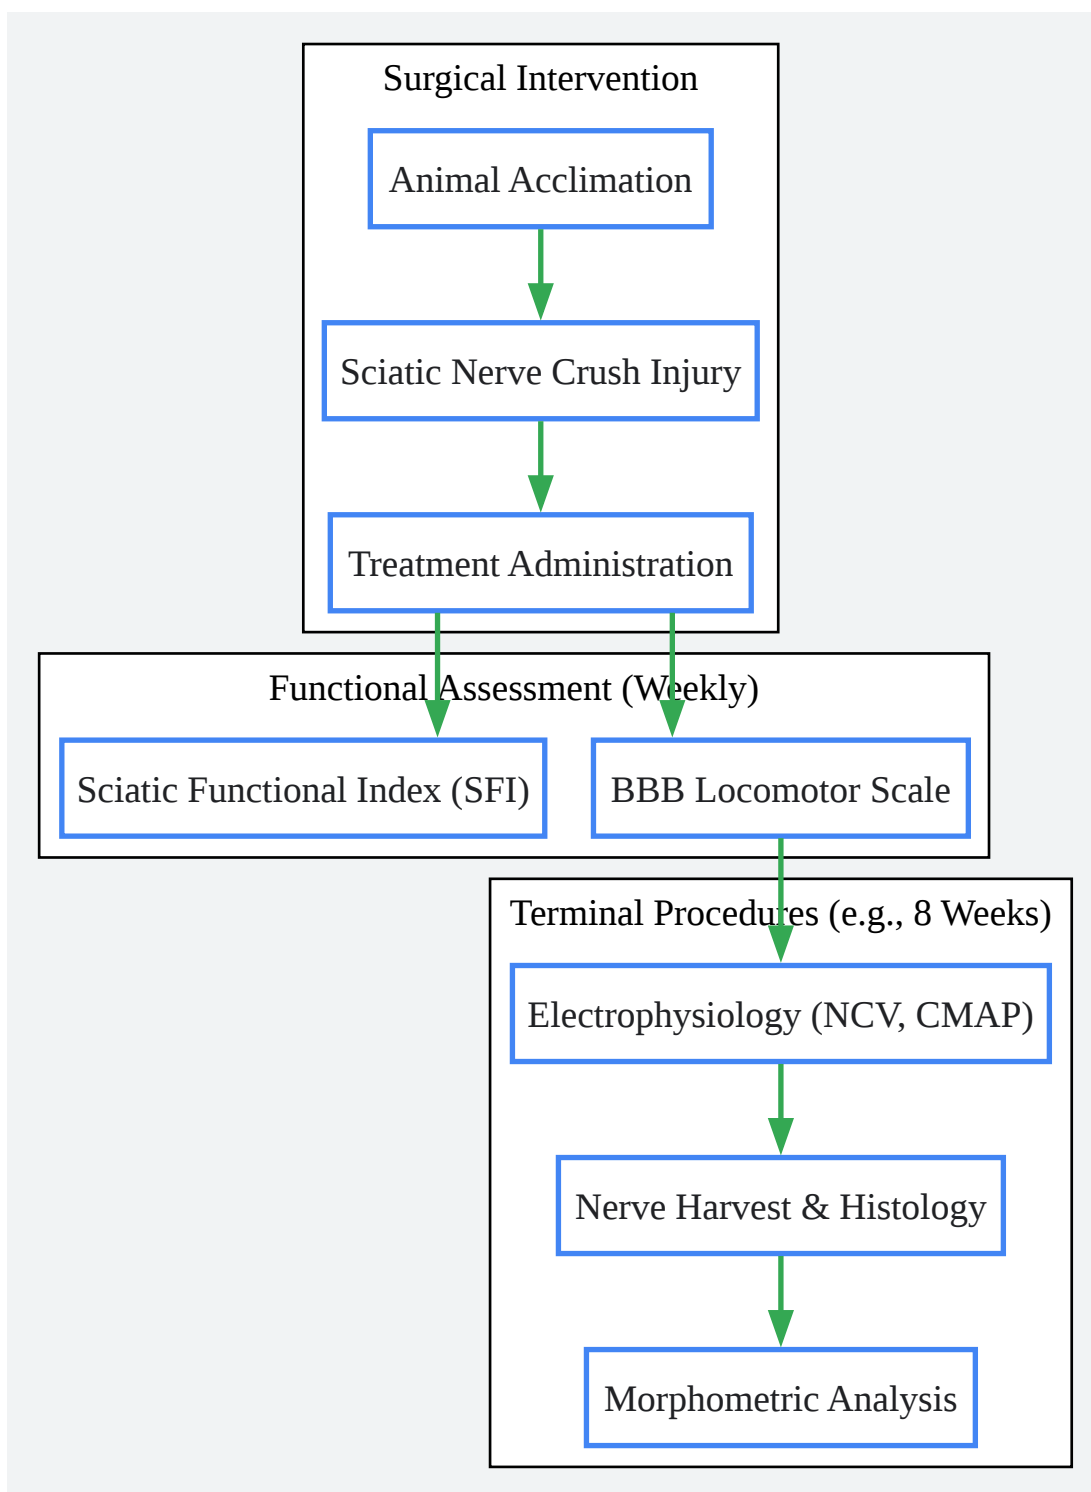 Surgical Intervention
Animal Acclimation
Sciatic Nerve Crush Injury
Treatment Administration
Functional Assessment (Weekly)
Sciatic Functional Index (SFI)
BBB Locomotor Scale
Terminal Procedures (e.g., 8 Weeks)
Electrophysiology (NCV, CMAP)
Nerve Harvest & Histology
Morphometric Analysis